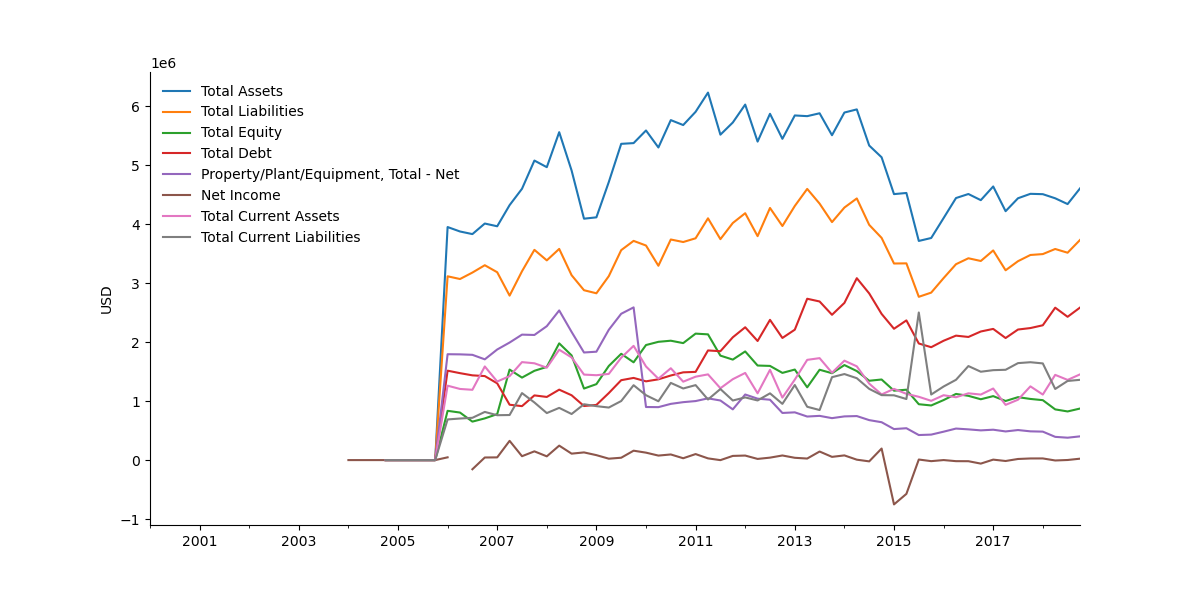 1e6
Total Assets
Total Liabilities
Total Equity
Total Debt
Property/Plant/Equipment, Total - Net
Net Income
Total Current Assets
Total Current Liabilities
USD
6
5
4
3
2
1
0
−1
2001 2003 2005 2007 2009 2011 2013 2015 2017